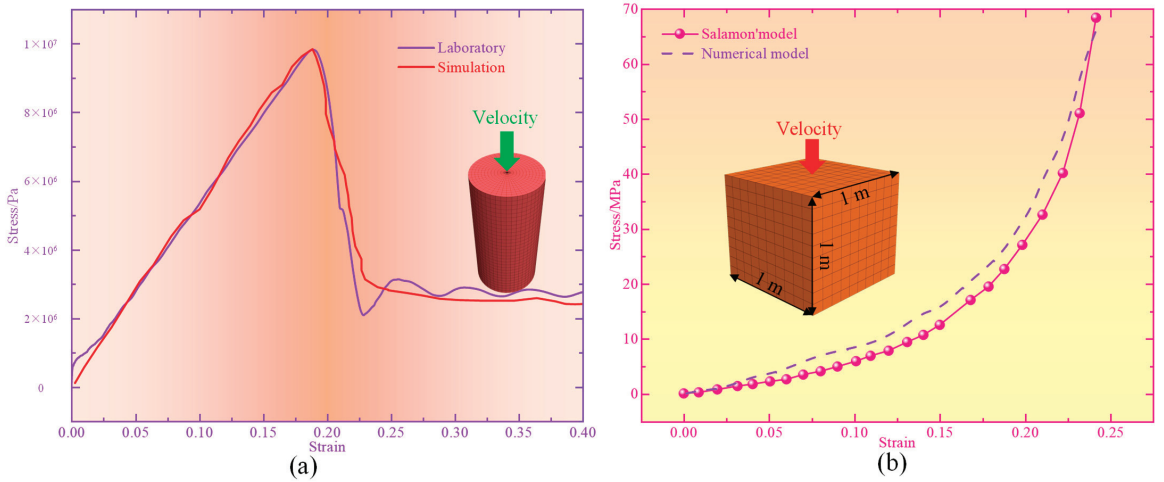 Stress/Pa
1×10⁷
8×10⁶
6×10⁶
4×10⁶
2×10⁶
0
Laboratory
Simulation
Velocity
0.00 0.05 0.10 0.15 0.20 0.25 0.30 0.35 0.40
Strain
(a)
Stress/MPa
70
60
50
40
30
20
10
0
Salamon'model
Numerical model
Velocity
1 m
1 m
1 m
0.00 0.05 0.10 0.15 0.20 0.25
Strain
(b)